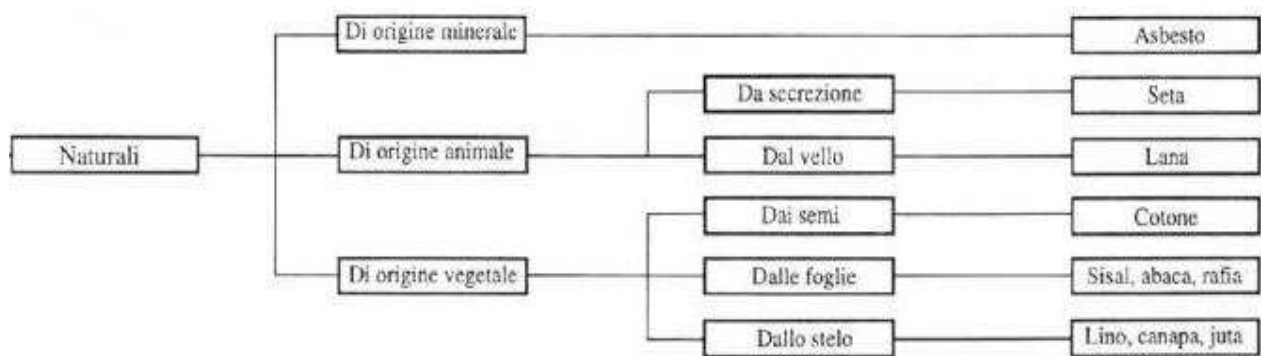 Di origine minerale
Asbesto
Da secrezione
Seta
Naturali
Di origine animale
Dal vello
Lana
Dai semi
Cotone
Di origine vegetale
Dalle foglie
Sisal, abaca, rafia
Dallo stelo
Lino, canapa, juta